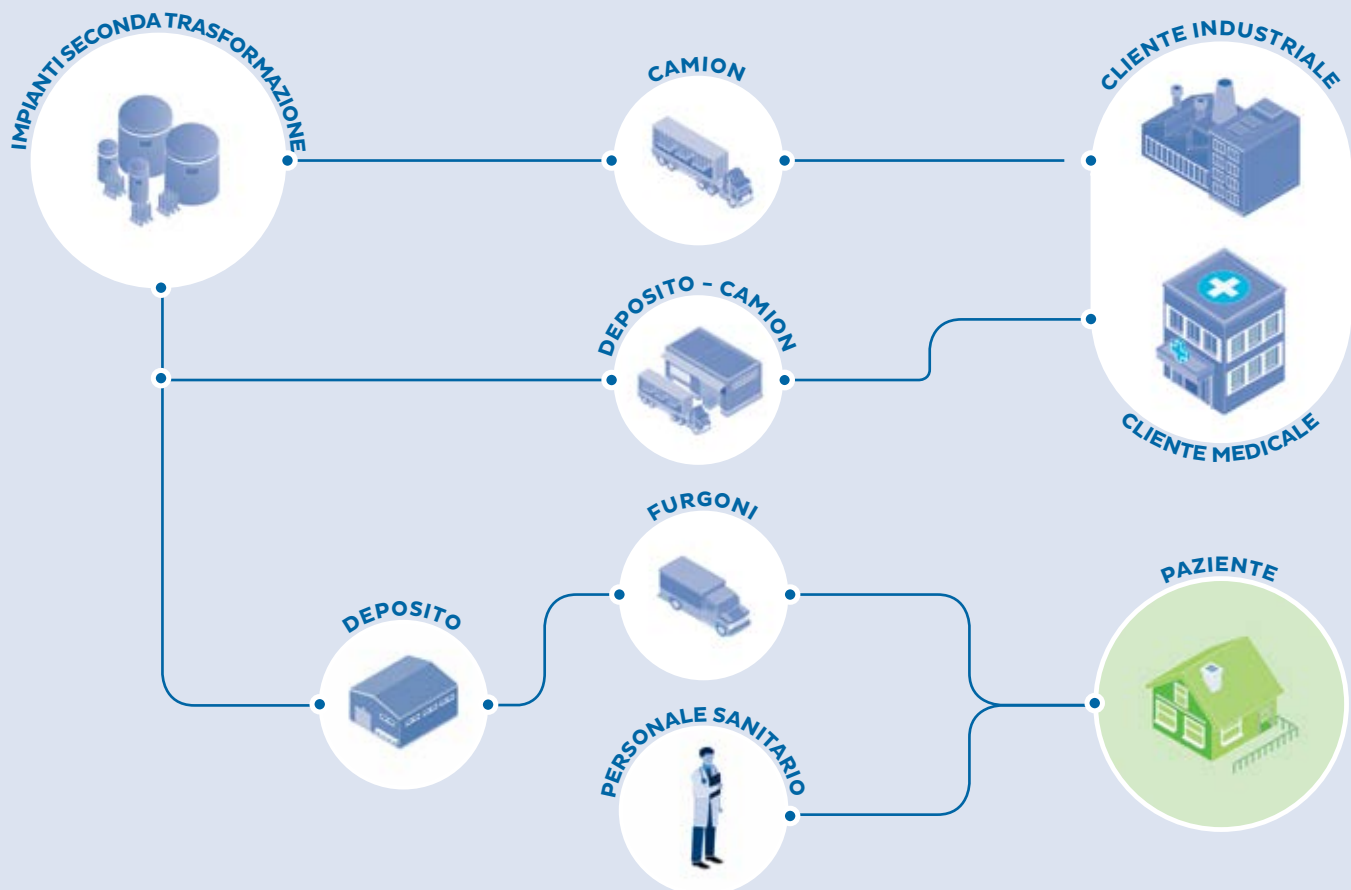 IMPIANTI SECONDA TRASFORMAZIONE
CAMION
CLIENTE INDUSTRIALE
DEPOSITO - CAMION
CLIENTE MEDICALE
FURGONI
PAZIENTE
DEPOSITO
PERSONALE SANITARIO